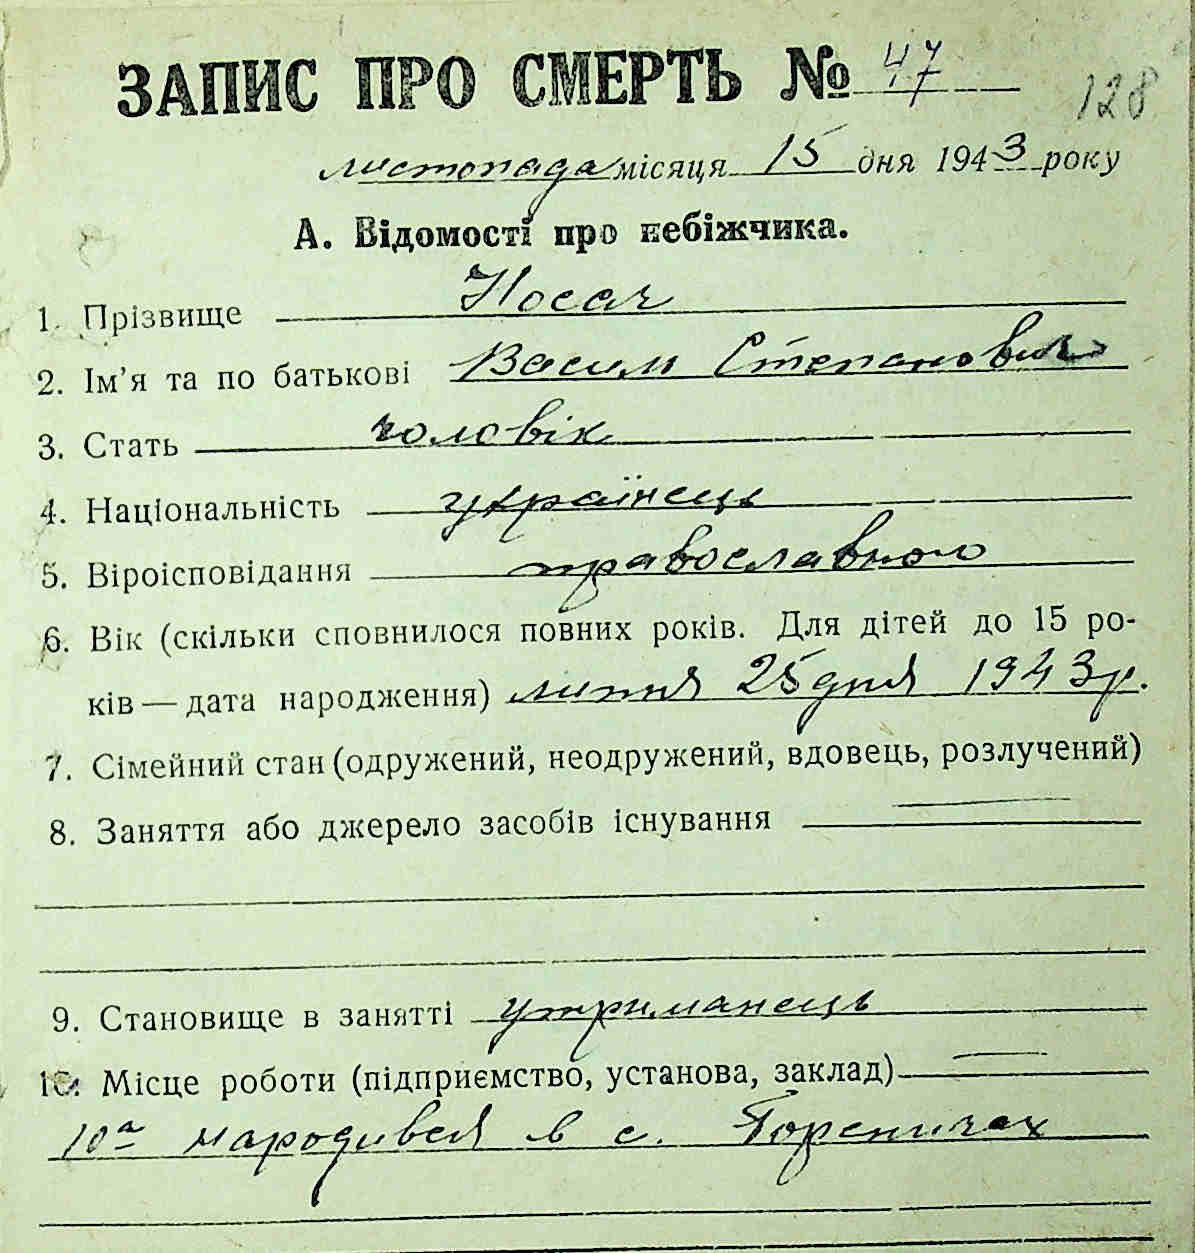 ЗАПИС ПРО СМЕРТЬ № 47
128
листопада місяця 15 дня 1943 року
А. Відомості про небіжчика.
1. Прізвище Носач
2. Ім'я та по батькові Василь Степанович
3. Стать чоловік
4. Національність українець
5. Віроісповідання православного
6. Вік (скільки сповнилося повних років. Для дітей до 15 ро-
ків — дата народження) липня 25 дня 1943 р.
7. Сімейний стан (одружений, неодружений, вдовець, розлучений)
8. Заняття або джерело засобів існування —
9. Становище в занятті утриманець
10. Місце роботи (підприємство, установа, заклад) —
10а народився в с. Гореничах